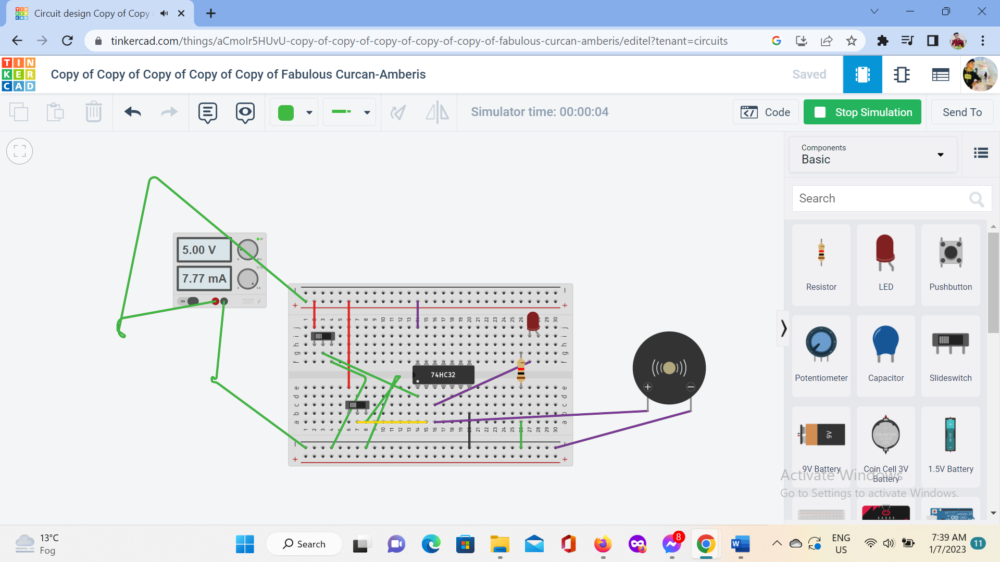 Circuit design Copy of Copy
tinkercad.com/things/aCmoIr5HUvU-copy-of-copy-of-copy-of-copy-of-copy-of-fabulous-curcan-amberis/editel?tenant=circuits
TIN
KER
CAD
Copy of Copy of Copy of Copy of Copy of Fabulous Curcan-Amberis
Saved
Simulator time: 00:00:04
Code
Stop Simulation
Send To
Components
Basic
Search
5.00 V
7.77 mA
ON
VOLTAGE
SUPPLY
74HC32
Resistor
LED
Pushbutton
Potentiometer
Capacitor
Slideswitch
9V
9V Battery
Coin Cell 3V
Battery
1.5V Battery
Activate Windows
Go to Settings to activate Windows.
13°C
Fog
Search
8
ENG
US
7:39 AM
1/7/2023
11